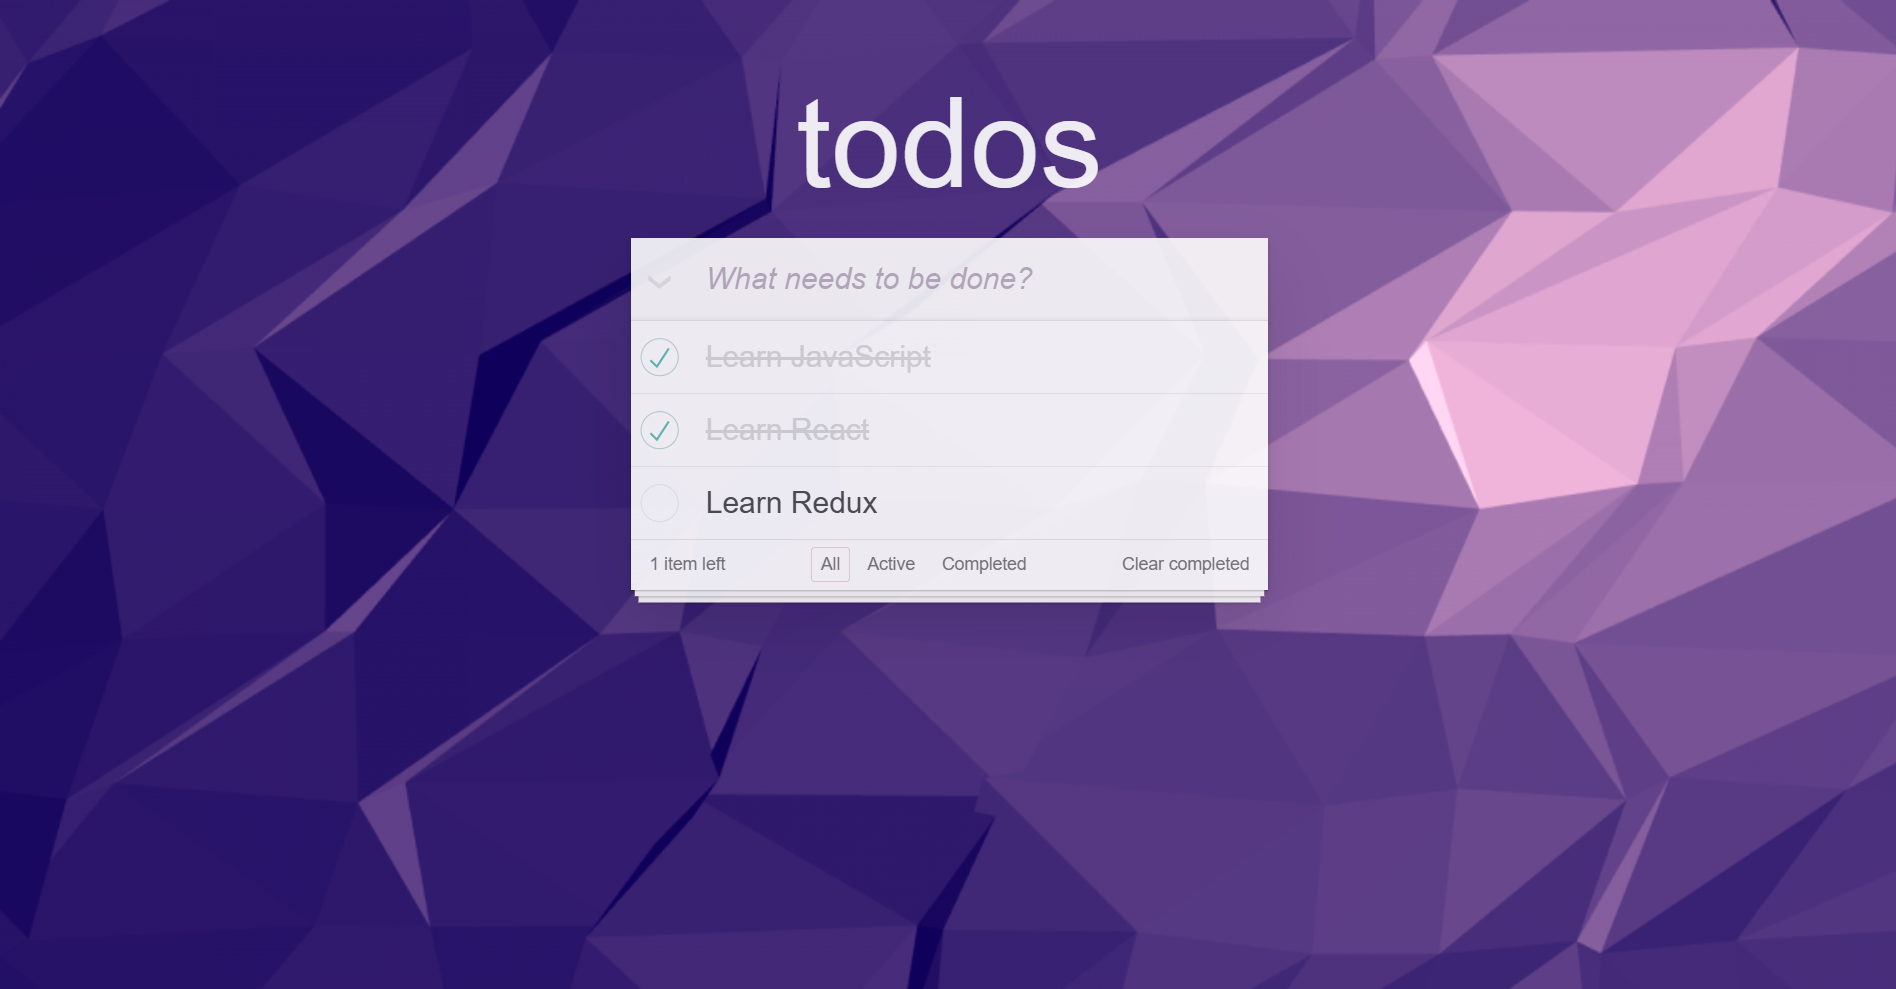 todos
What needs to be done?
Learn JavaScript
Learn React
Learn Redux
1 item left All Active Completed Clear completed